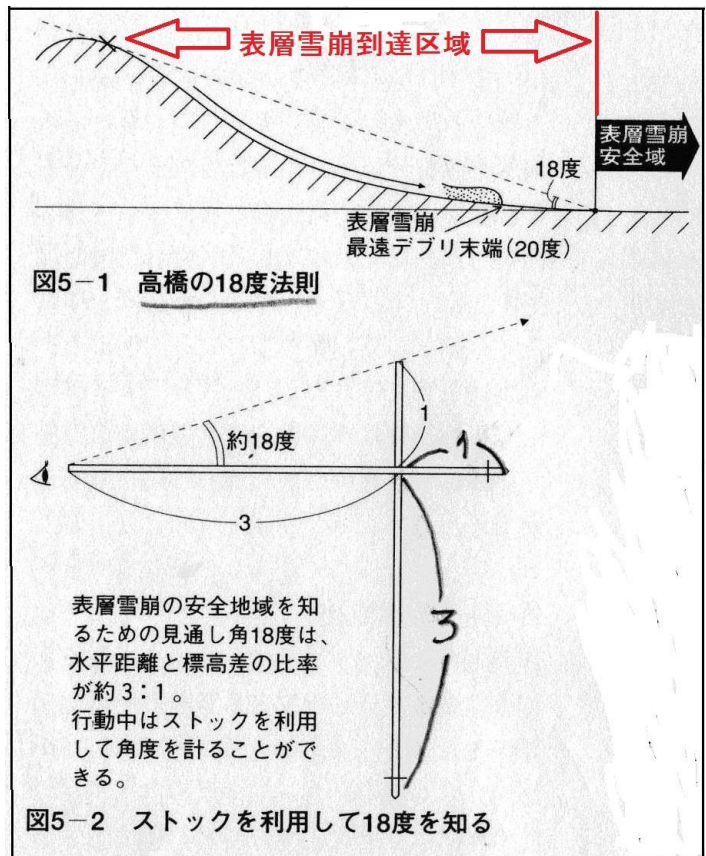 表層雪崩到達区域
表層雪崩
安全域
18度
表層雪崩
最遠デブリ末端(20度)
図5-1 高橋の18度法則
1
約18度
1
3
3
表層雪崩の安全地域を知
るための見通し角18度は、
水平距離と標高差の比率
が約3:1。
行動中はストックを利用
して角度を計ることがで
きる。
図5-2 ストックを利用して18度を知る